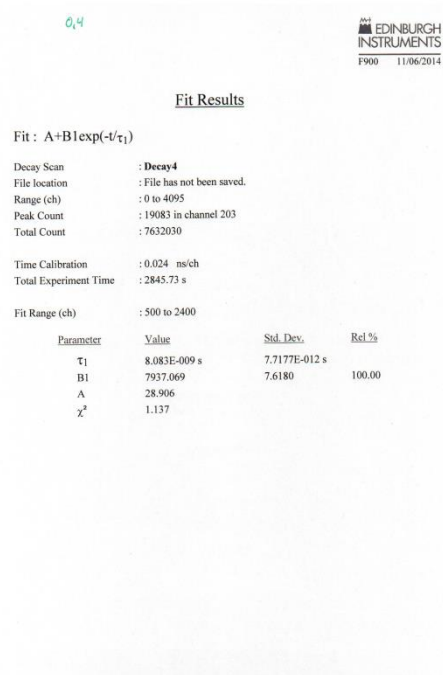 0,4
EDINBURGH
INSTRUMENTS
F900 11/06/2014
Fit Results
Fit : A+B1exp(-t/τ1)
Decay Scan : Decay4
File location : File has not been saved.
Range (ch) : 0 to 4095
Peak Count : 19083 in channel 203
Total Count : 7632030
Time Calibration : 0.024 ns/ch
Total Experiment Time : 2845.73 s
Fit Range (ch) : 500 to 2400
Parameter Value Std. Dev. Rel %
τ1 8.083E-009 s 7.7177E-012 s
B1 7937.069 7.6180 100.00
A 28.906
χ² 1.137